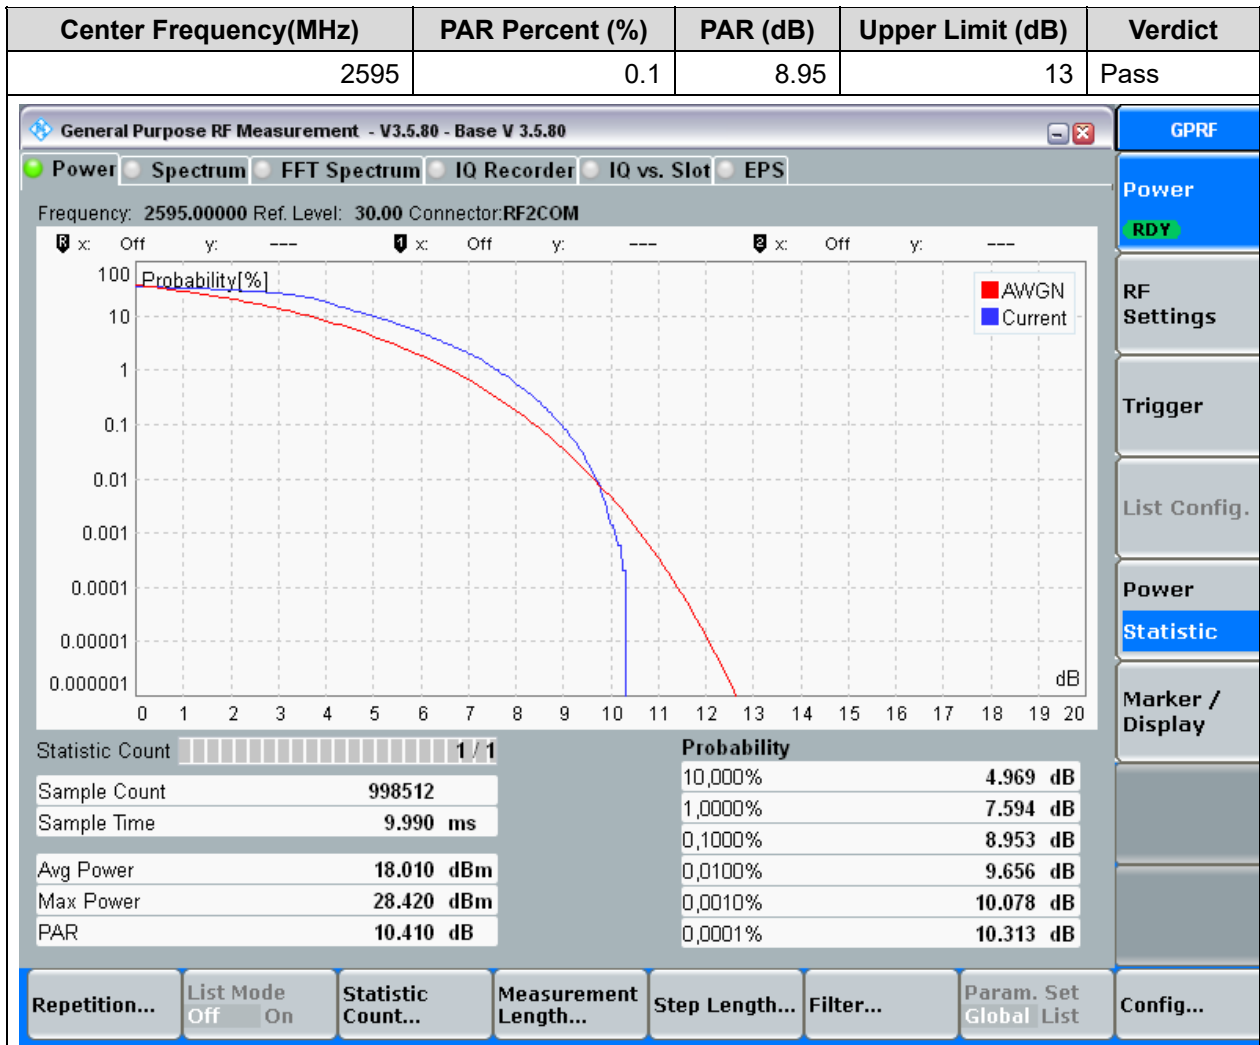 Center Frequency(MHz) PAR Percent (%) PAR (dB) Upper Limit (dB) Verdict
2595 0.1 8.95 13 Pass
General Purpose RF Measurement - V3.5.80 - Base V 3.5.80
GPRF
Power Spectrum FFT Spectrum IQ Recorder IQ vs. Slot EPS
Power
RDY
Frequency: 2595.00000 Ref. Level: 30.00 Connector:RF2COM
R x: Off y: --- 1 x: Off y: --- 2 x: Off y: ---
Probability[%]
AWGN
Current
100
10
1
0.1
0.01
0.001
0.0001
0.00001
0.000001
dB
0 1 2 3 4 5 6 7 8 9 10 11 12 13 14 15 16 17 18 19 20
RF
Settings
Trigger
List Config.
Power
Statistic
Marker /
Display
Statistic Count 1 / 1
Sample Count 998512
Sample Time 9.990 ms
Avg Power 18.010 dBm
Max Power 28.420 dBm
PAR 10.410 dB
Probability
10,000% 4.969 dB
1,0000% 7.594 dB
0,1000% 8.953 dB
0,0100% 9.656 dB
0,0010% 10.078 dB
0,0001% 10.313 dB
Repetition...
List Mode
Off On
Statistic
Count...
Measurement
Length...
Step Length...
Filter...
Param. Set
Global List
Config...